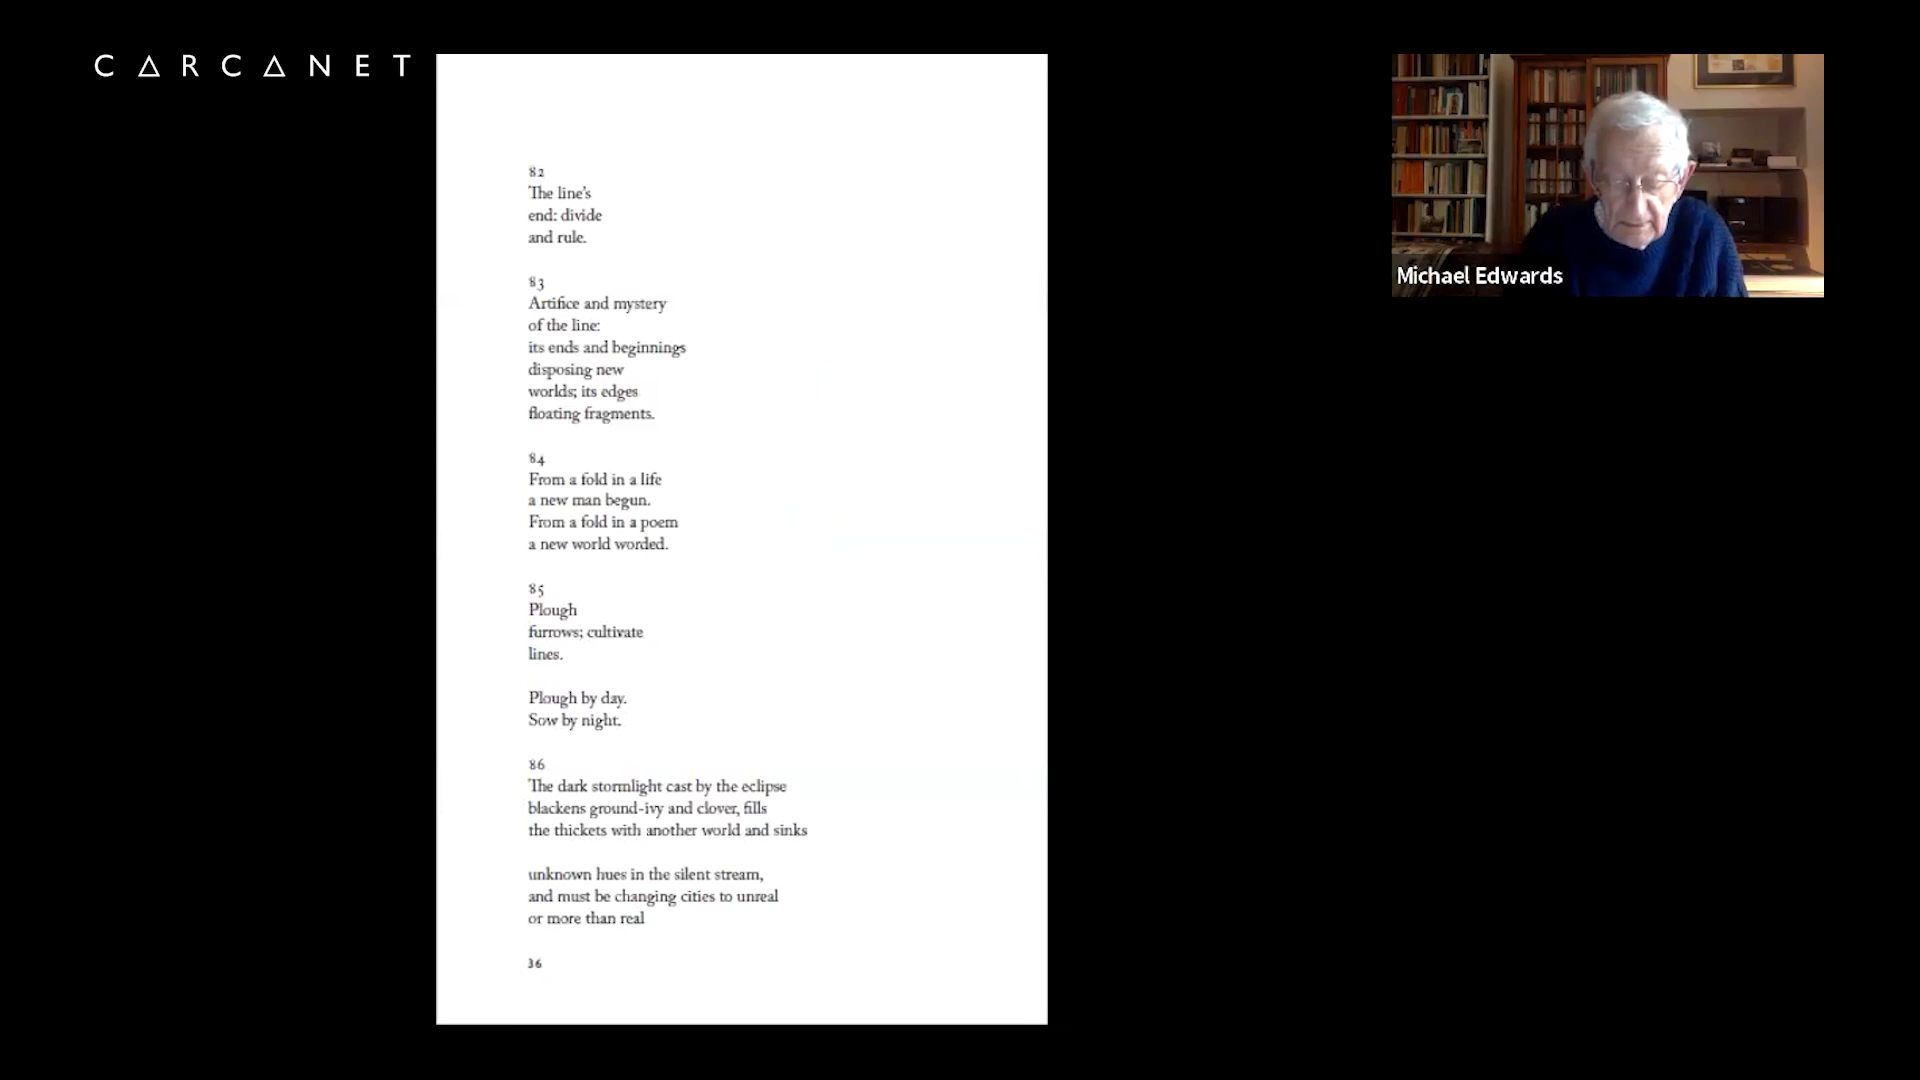 CARCANET
82
The line's
end: divide
and rule.
83
Artifice and mystery
of the line:
its ends and beginnings
disposing new
worlds; its edges
floating fragments.
84
From a fold in a life
a new man begun.
From a fold in a poem
a new world worded.
85
Plough
furrows; cultivate
lines.
Plough by day.
Sow by night.
86
The dark stormlight cast by the eclipse
blackens ground-ivy and clover, fills
the thickets with another world and sinks
unknown hues in the silent stream,
and must be changing cities to unreal
or more than real
36
Michael Edwards